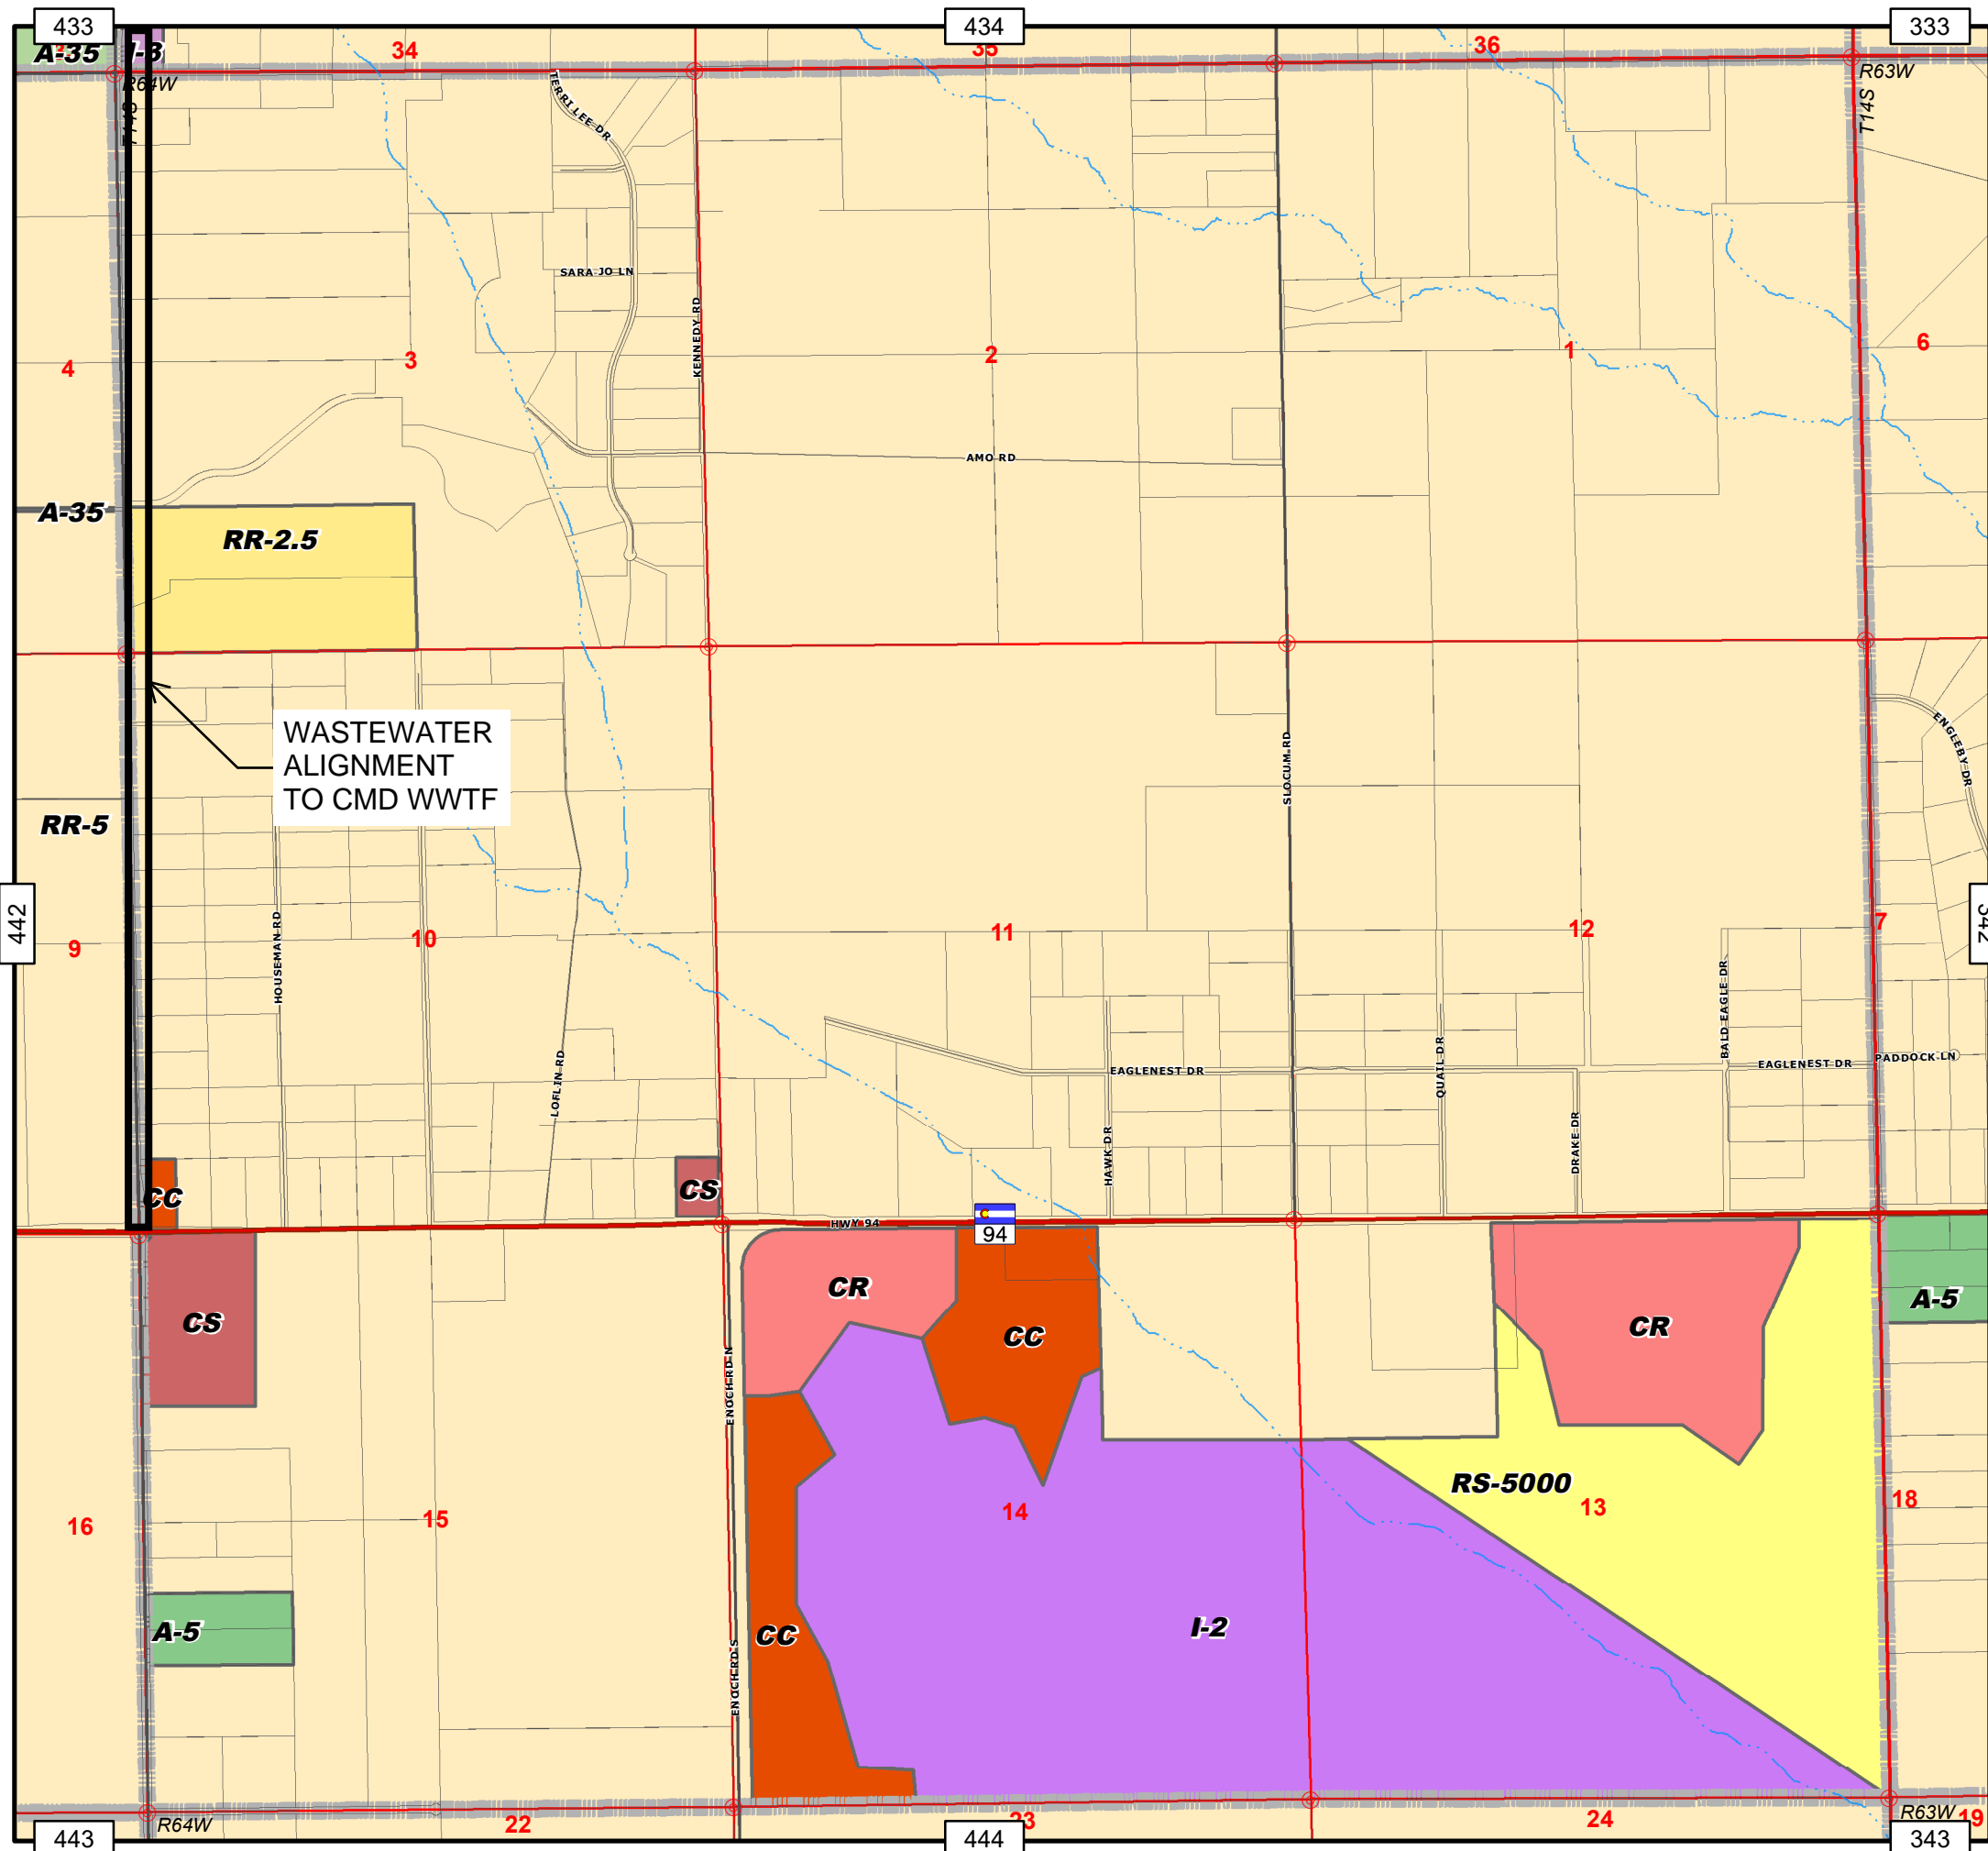 433
434
333
A-35
I-3
34
35
36
R64W
R63W
T14S
T14S
TERRI LEE DR
SARA JO LN
KENNEDY RD
4
3
2
1
6
AMO RD
A-35
RR-2.5
WASTEWATER
ALIGNMENT
TO CMD WWTF
ENGLEBY DR
SLOCUM RD
RR-5
442
342
9
10
11
12
7
HOUSEMAN RD
BALD EAGLE DR
LOFLIN RD
EAGLENEST DR
QUAIL DR
EAGLENEST DR
PADDOCK LN
HAWK DR
DRAKE DR
CC
CS
HWY 94
94
CS
CR
CC
CR
A-5
ENOCH RD N
RS-5000
16
15
14
13
18
A-5
CC
I-2
ENOCH RD S
R64W
22
23
24
R63W
19
443
444
343